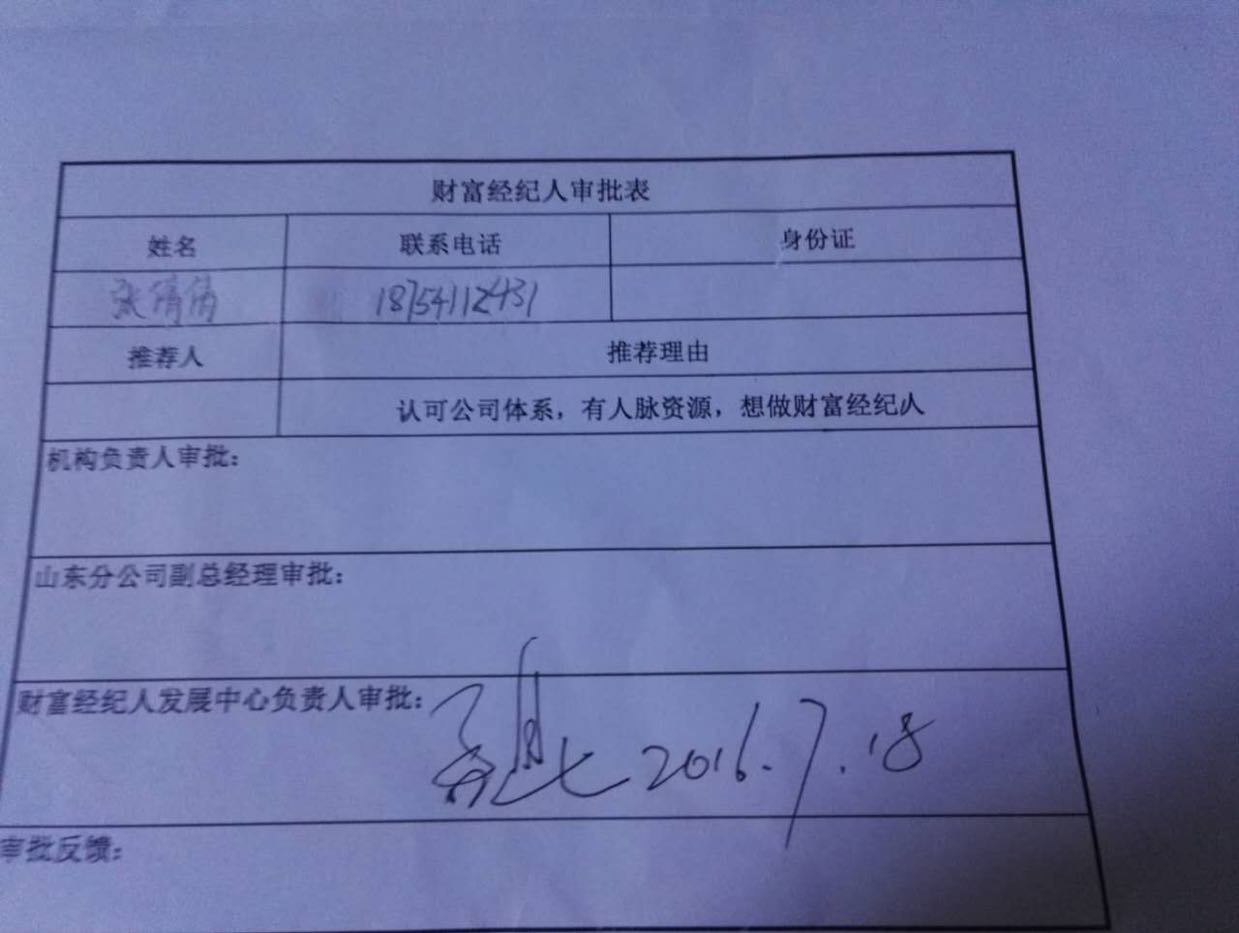 财富经纪人审批表
姓名 联系电话 身份证
张倩倩 18754112431
推荐人 推荐理由
认可公司体系，有人脉资源，想做财富经纪人
机构负责人审批：
山东分公司副总经理审批：
财富经纪人发展中心负责人审批： 2016.7.18
审批反馈：